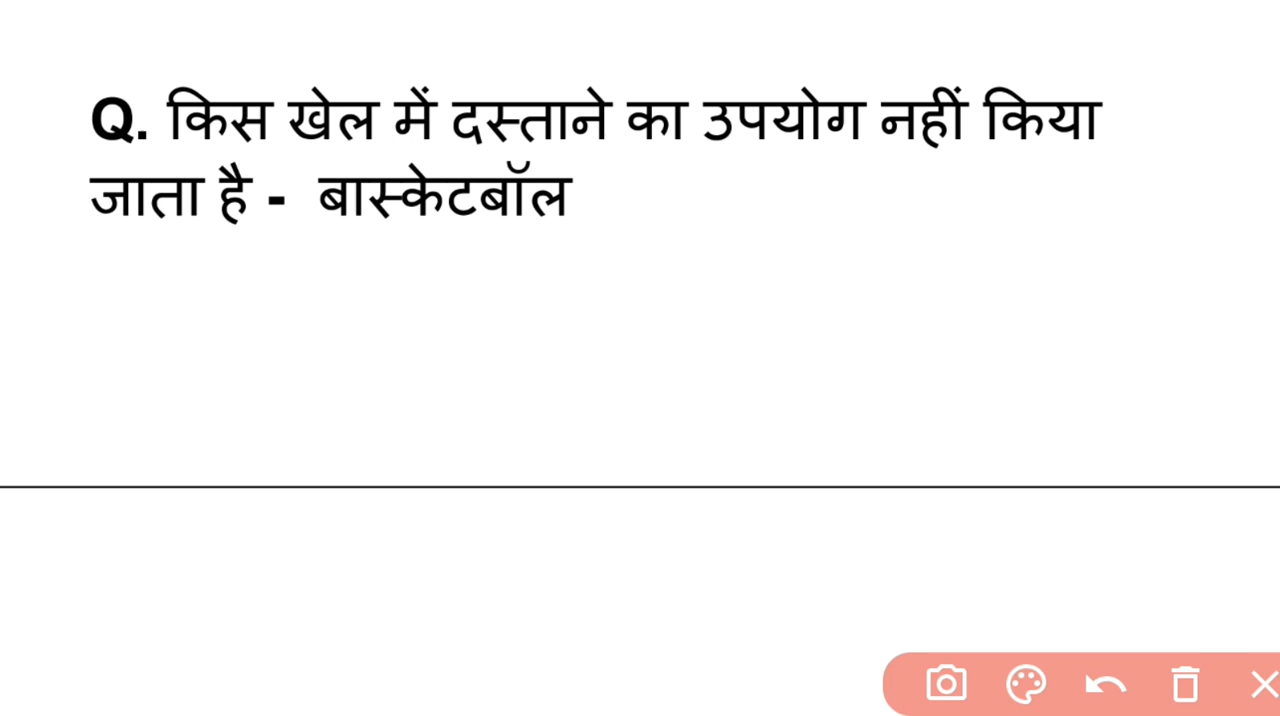 Q. किस खेल में दस्ताने का उपयोग नहीं किया
जाता है - बास्केटबॉल